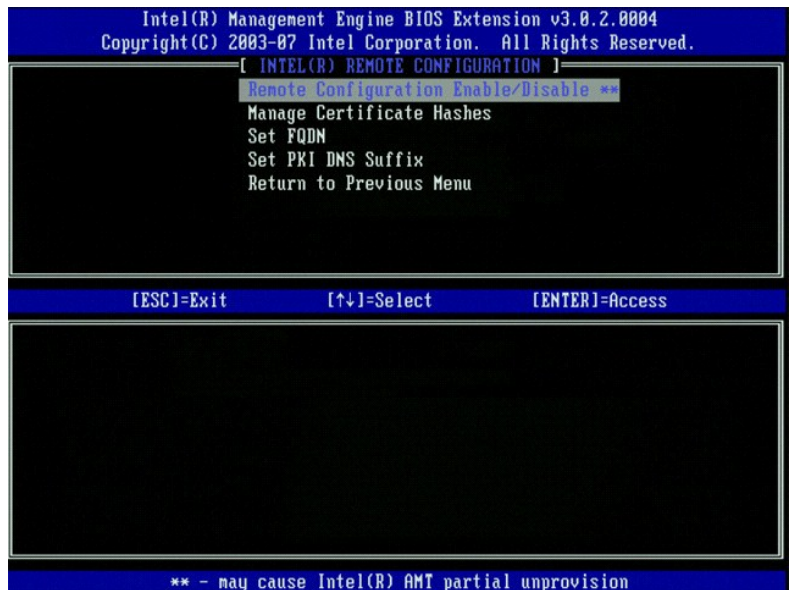 Intel(R) Management Engine BIOS Extension v3.0.2.0004
Copyright(C) 2003-07 Intel Corporation. All Rights Reserved.
[ INTEL(R) REMOTE CONFIGURATION ]
Remote Configuration Enable/Disable **
Manage Certificate Hashes
Set FQDN
Set PKI DNS Suffix
Return to Previous Menu
[ESC]=Exit [↑↓]=Select [ENTER]=Access
** - may cause Intel(R) AMT partial unprovision